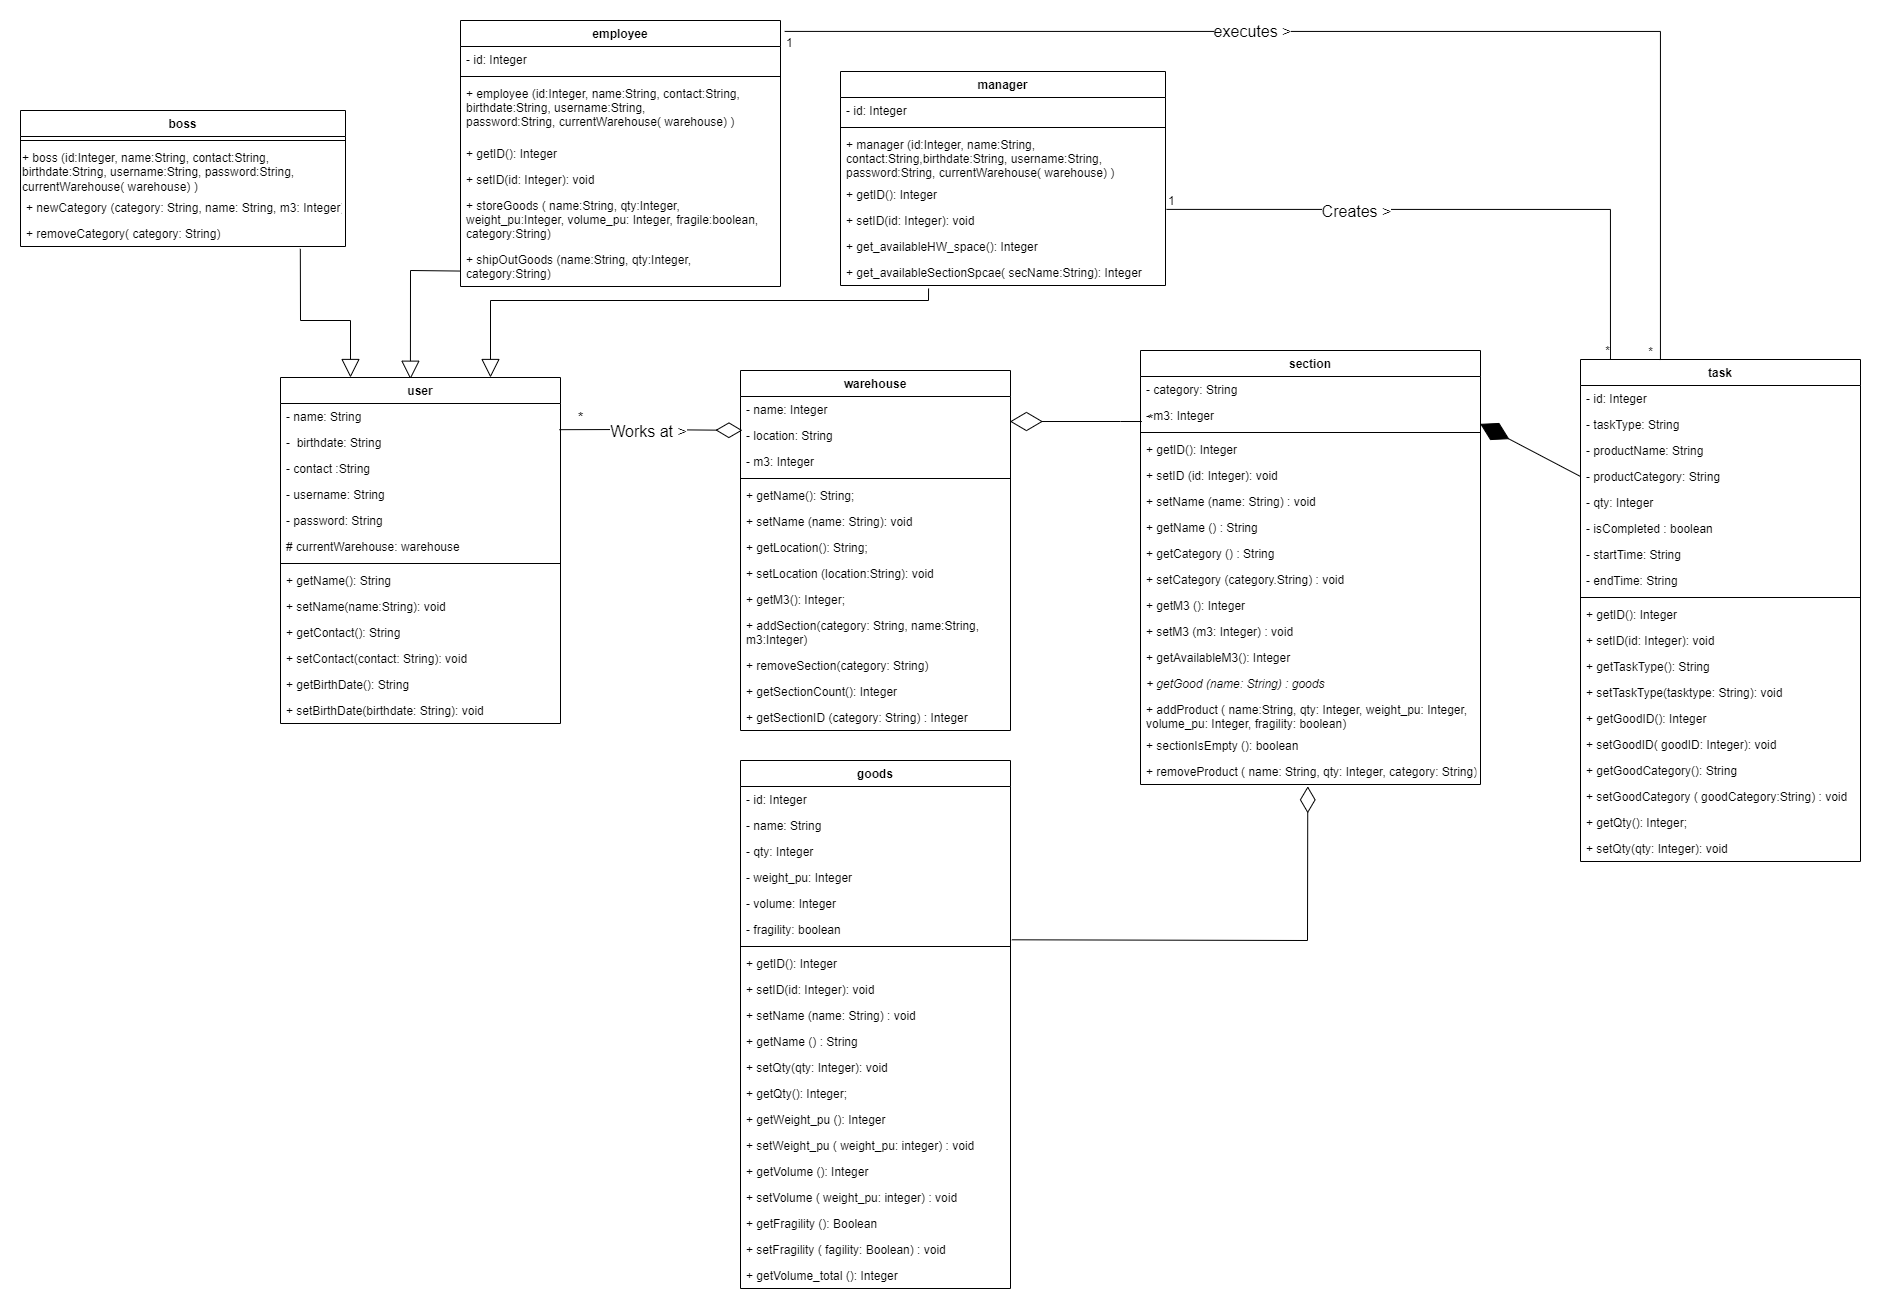 employee
- id: Integer
+ employee (id:Integer, name:String, contact:String,
birthdate:String, username:String,
password:String, currentWarehouse( warehouse) )
+ getID(): Integer
+ setID(id: Integer): void
+ storeGoods ( name:String, qty:Integer,
weight_pu:Integer, volume_pu: Integer, fragile:boolean,
category:String)
+ shipOutGoods (name:String, qty:Integer,
category:String)
1
executes >
manager
- id: Integer
+ manager (id:Integer, name:String,
contact:String,birthdate:String, username:String,
password:String, currentWarehouse( warehouse) )
+ getID(): Integer
+ setID(id: Integer): void
+ get_availableHW_space(): Integer
+ get_availableSectionSpcae( secName:String): Integer
1
Creates >
boss
+ boss (id:Integer, name:String, contact:String,
birthdate:String, username:String, password:String,
currentWarehouse( warehouse) )
+ newCategory (category: String, name: String, m3: Integer
+ removeCategory( category: String)
user
- name: String
-  birthdate: String
- contact :String
- username: String
- password: String
# currentWarehouse: warehouse
+ getName(): String
+ setName(name:String): void
+ getContact(): String
+ setContact(contact: String): void
+ getBirthDate(): String
+ setBirthDate(birthdate: String): void
*
Works at >
warehouse
- name: Integer
- location: String
- m3: Integer
+ getName(): String;
+ setName (name: String): void
+ getLocation(): String;
+ setLocation (location:String): void
+ getM3(): Integer;
+ addSection(category: String, name:String,
m3:Integer)
+ removeSection(category: String)
+ getSectionCount(): Integer
+ getSectionID (category: String) : Integer
section
- category: String
*
- m3: Integer
+ getID(): Integer
+ setID (id: Integer): void
+ setName (name: String) : void
+ getName () : String
+ getCategory () : String
+ setCategory (category.String) : void
+ getM3 (): Integer
+ setM3 (m3: Integer) : void
+ getAvailableM3(): Integer
+ getGood (name: String) : goods
+ addProduct ( name:String, qty: Integer, weight_pu: Integer,
volume_pu: Integer, fragility: boolean)
+ sectionIsEmpty (): boolean
+ removeProduct ( name: String, qty: Integer, category: String)
*
*
task
- id: Integer
- taskType: String
- productName: String
- productCategory: String
- qty: Integer
- isCompleted : boolean
- startTime: String
- endTime: String
+ getID(): Integer
+ setID(id: Integer): void
+ getTaskType(): String
+ setTaskType(tasktype: String): void
+ getGoodID(): Integer
+ setGoodID( goodID: Integer): void
+ getGoodCategory(): String
+ setGoodCategory ( goodCategory:String) : void
+ getQty(): Integer;
+ setQty(qty: Integer): void
goods
- id: Integer
- name: String
- qty: Integer
- weight_pu: Integer
- volume: Integer
- fragility: boolean
+ getID(): Integer
+ setID(id: Integer): void
+ setName (name: String) : void
+ getName () : String
+ setQty(qty: Integer): void
+ getQty(): Integer;
+ getWeight_pu (): Integer
+ setWeight_pu ( weight_pu: integer) : void
+ getVolume (): Integer
+ setVolume ( weight_pu: integer) : void
+ getFragility (): Boolean
+ setFragility ( fagility: Boolean) : void
+ getVolume_total (): Integer